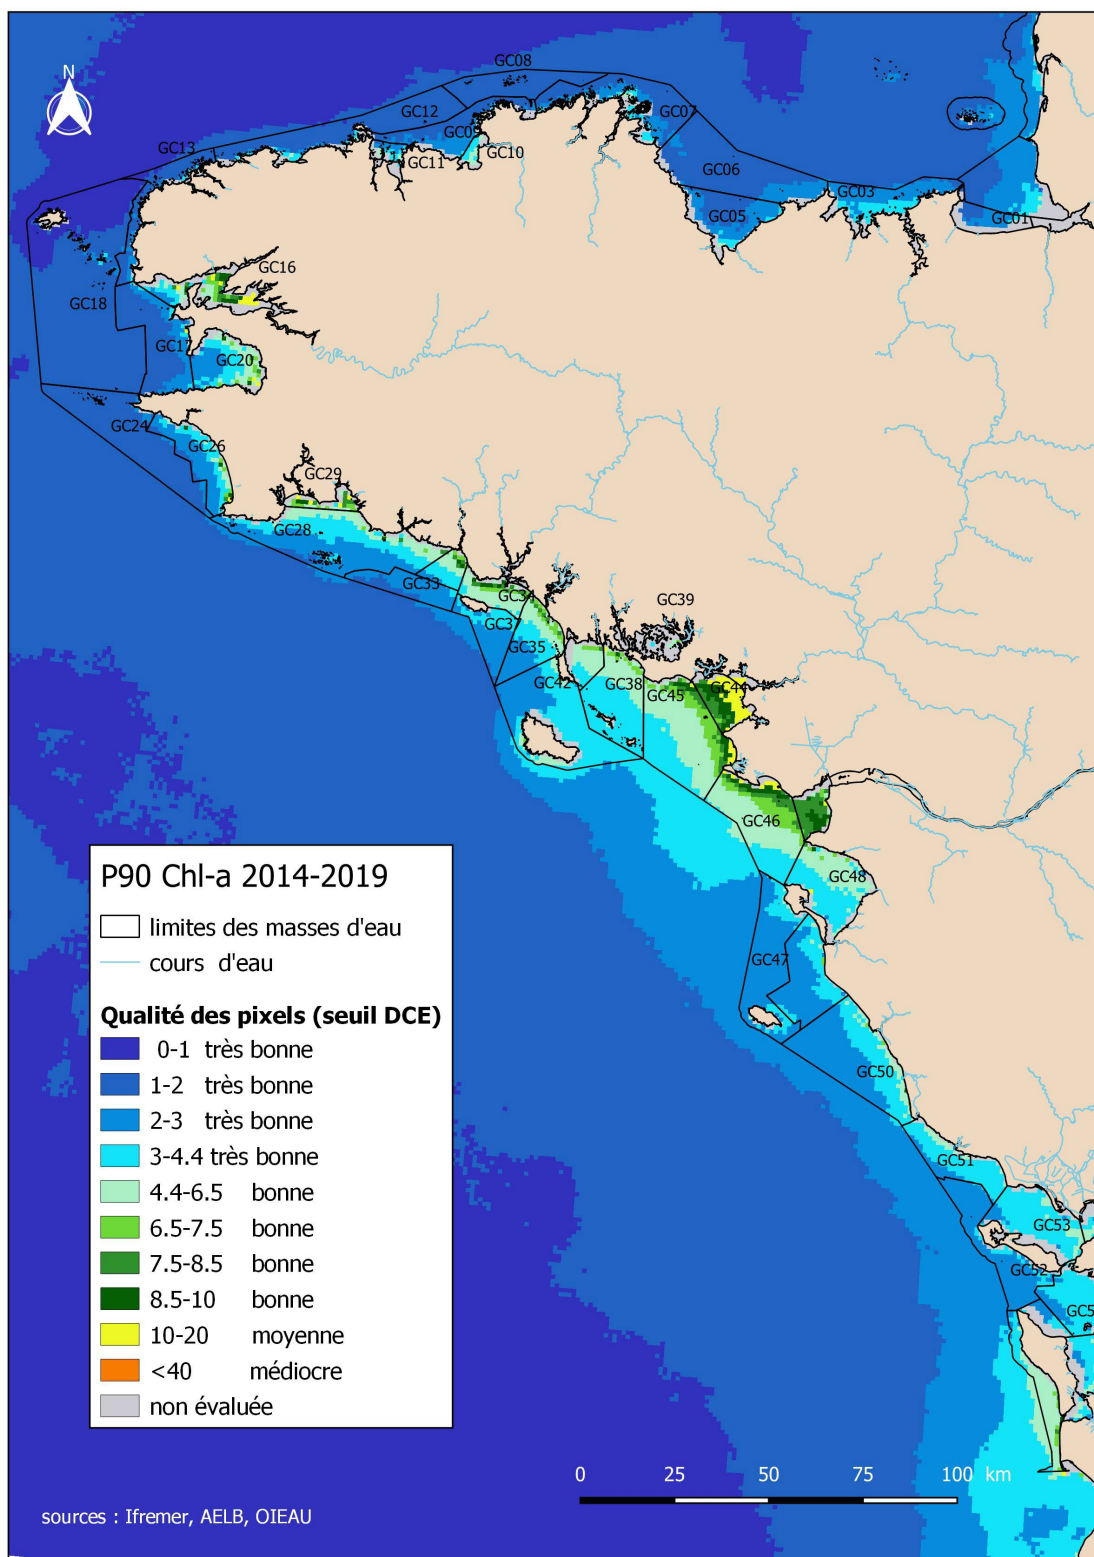 N
GC08
GC12
GC07
GC09
GC13
GC11
GC10
GC06
GC03
GC05
GC01
GC16
GC18
GC17
GC20
GC24
GC26
GC29
GC28
GC33
GC34
GC39
GC37
GC35
GC42
GC38
GC45
GC44
GC46
GC48
GC47
GC50
GC51
GC53
GC52
GC5
P90 Chl-a 2014-2019
limites des masses d'eau
cours d'eau
Qualité des pixels (seuil DCE)
0-1 très bonne
1-2 très bonne
2-3 très bonne
3-4.4 très bonne
4.4-6.5 bonne
6.5-7.5 bonne
7.5-8.5 bonne
8.5-10 bonne
10-20 moyenne
<40 médiocre
non évaluée
0 25 50 75 100 km
sources : Ifremer, AELB, OIEAU